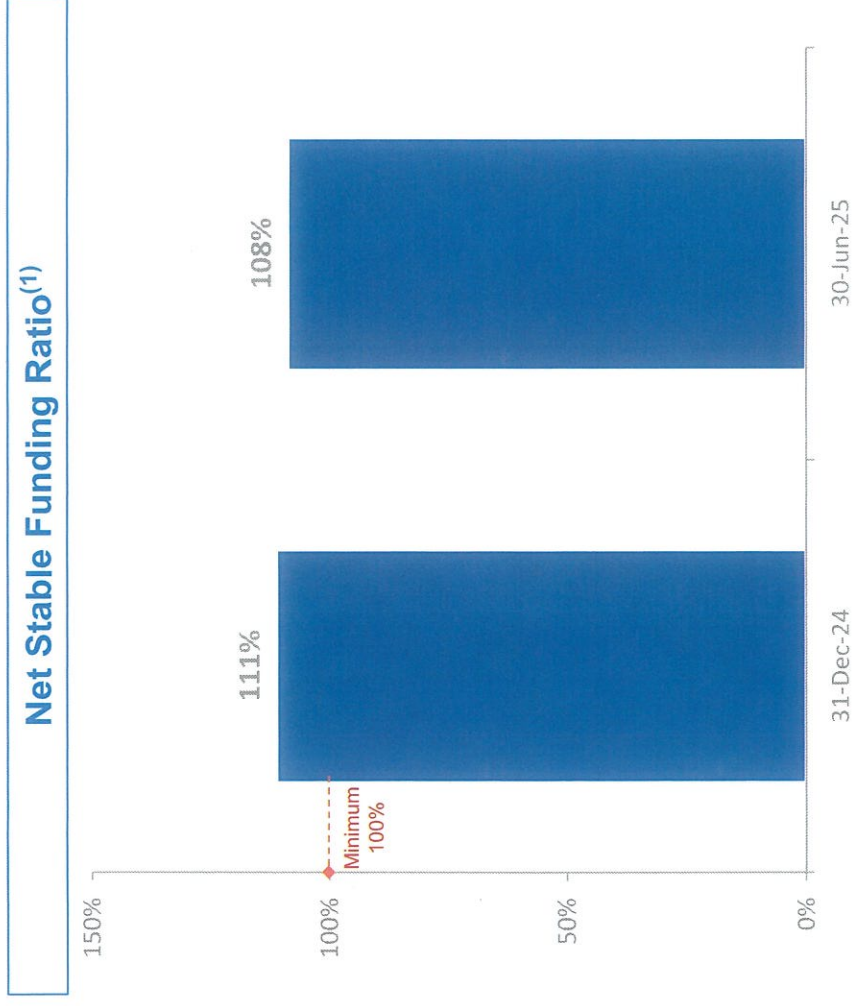 Net Stable Funding Ratio(1)
150%
100%
50%
0%
Minimum
100%
111%
108%
31-Dec-24
30-Jun-25